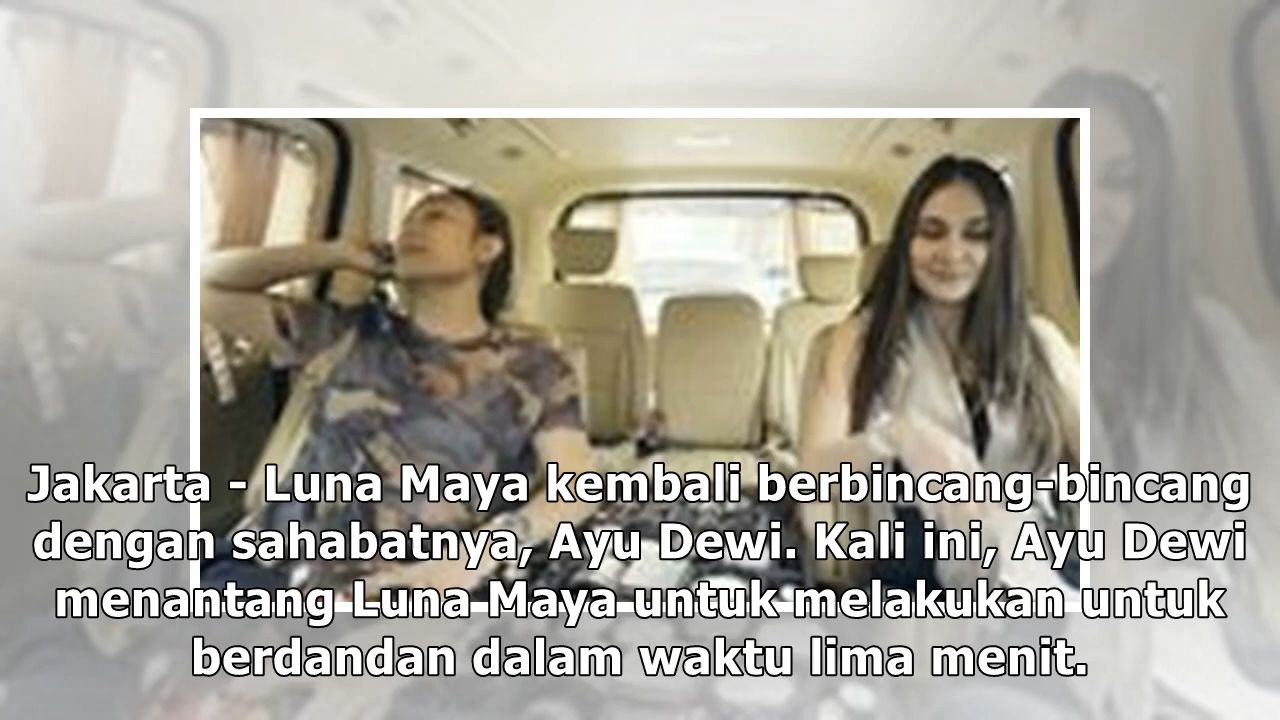 Jakarta - Luna Maya kembali berbincang-bincang
dengan sahabatnya, Ayu Dewi. Kali ini, Ayu Dewi
menantang Luna Maya untuk melakukan untuk
berdandan dalam waktu lima menit.